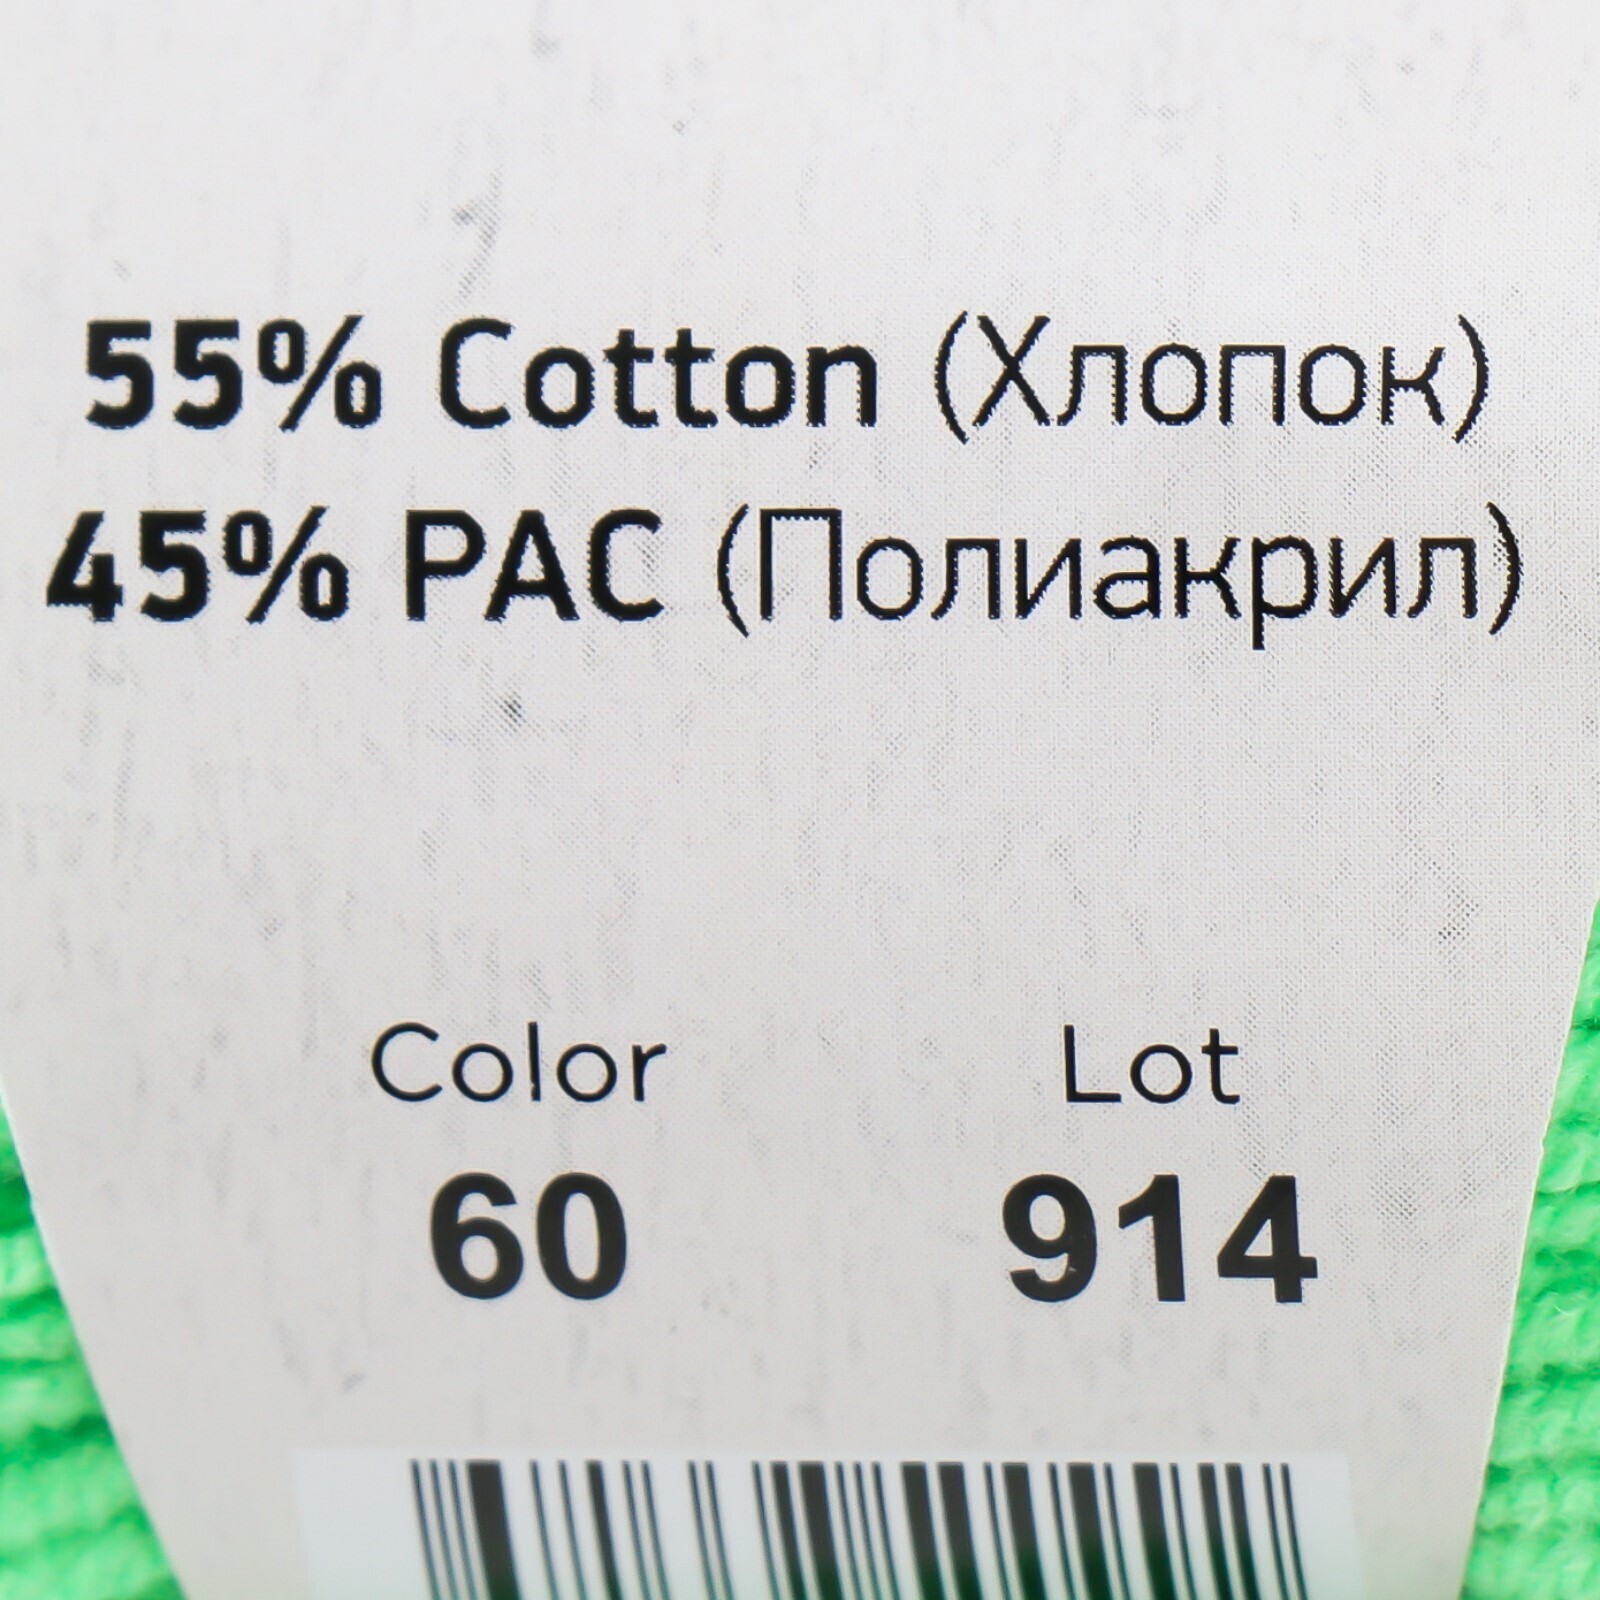 55% Cotton (Хлопок)
45% PAC (Полиакрил)
Color Lot
60 914